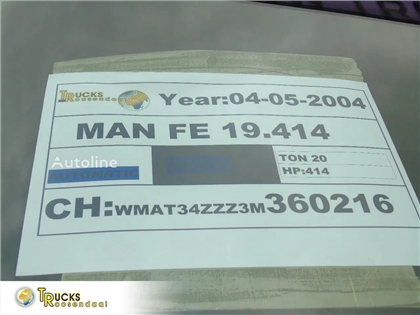 TRUCKS
Roosendaal
Year:04-05-2004
MAN FE 19.414
Autoline
AUTOMATIC
TON 20
HP:414
CH:WMAT34ZZZ3M360216
TRUCKS
Roosendaal